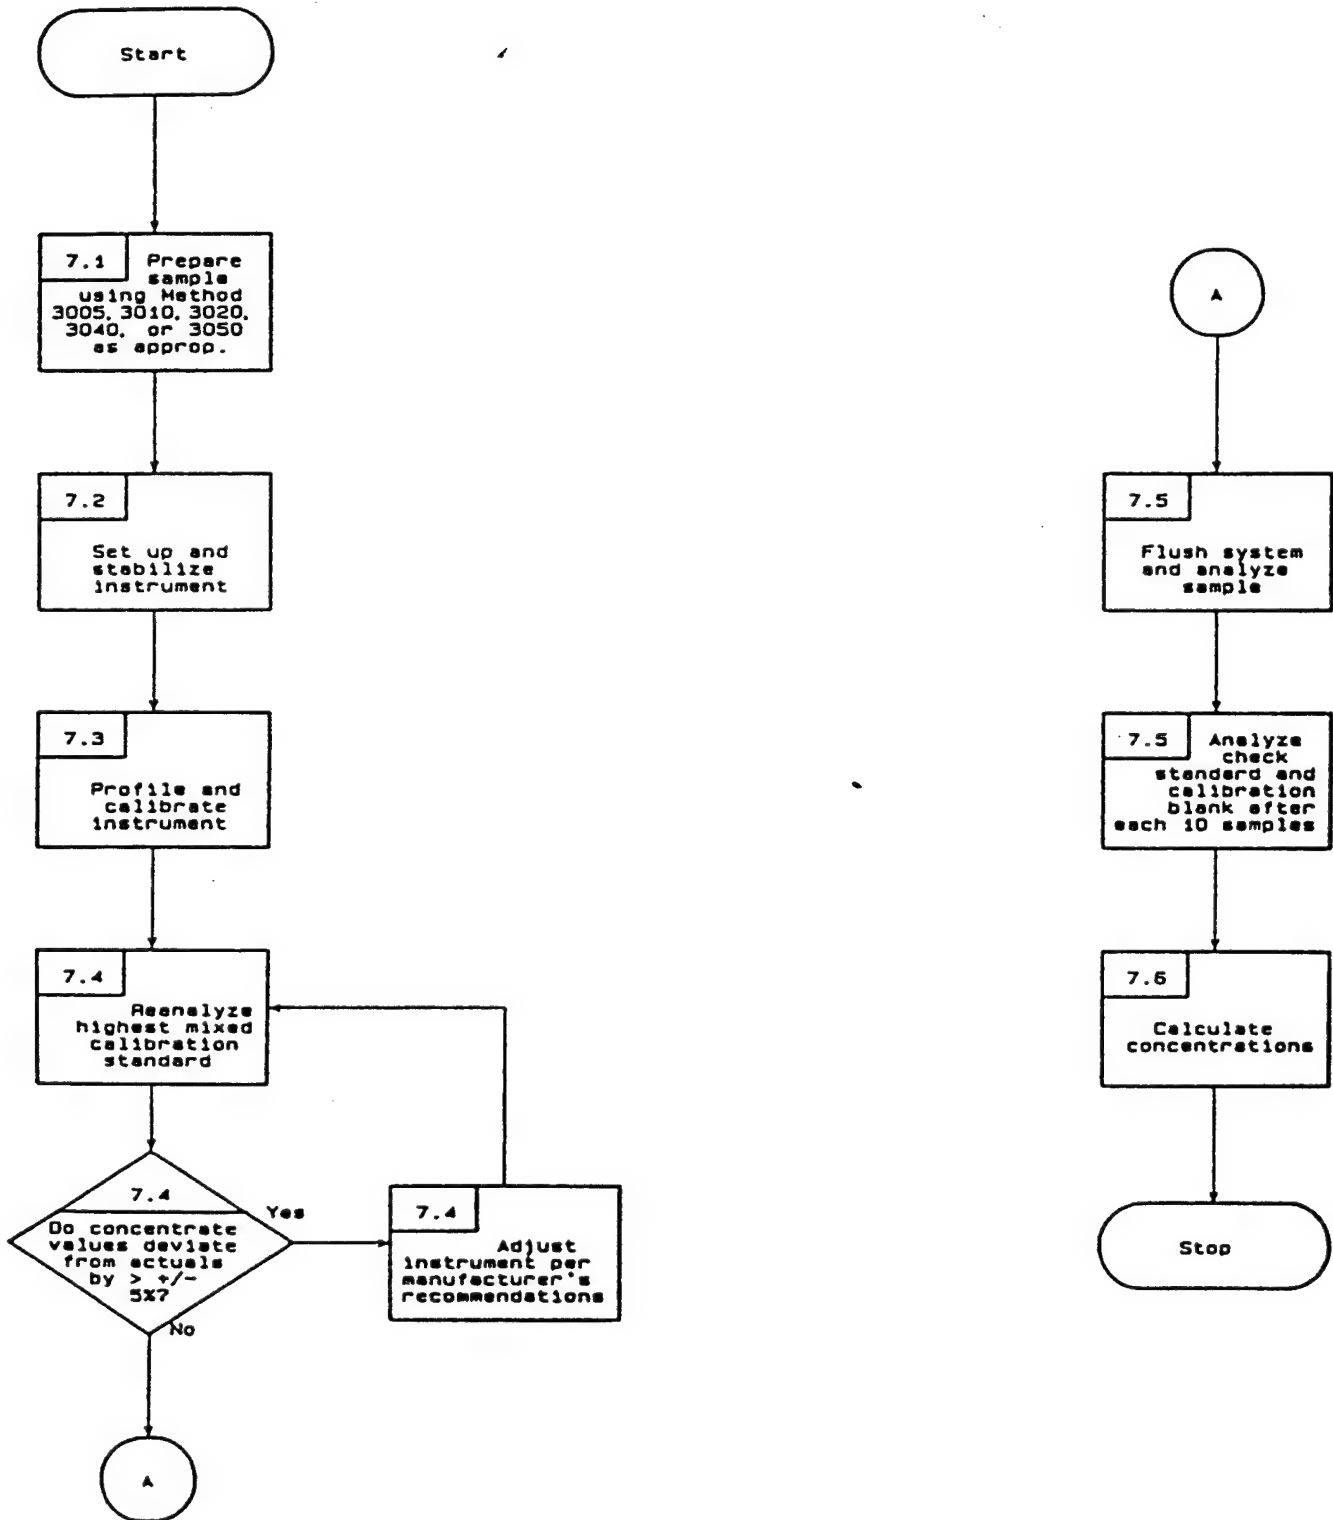 Start
7.1 Prepare
sample
using Method
3005, 3010, 3020,
3040, or 3050
as approp.
7.2
Set up and
stabilize
instrument
7.3
Profile and
calibrate
instrument
7.4
Reanalyze
highest mixed
calibration
standard
7.4
Do concentrate
values deviate
from actuals
by > +/-
5%?
Yes
No
7.4
Adjust
instrument per
manufacturer's
recommendations
A
A
7.5
Flush system
and analyze
sample
7.5 Analyze
check
standard and
calibration
blank after
each 10 samples
7.6
Calculate
concentrations
Stop